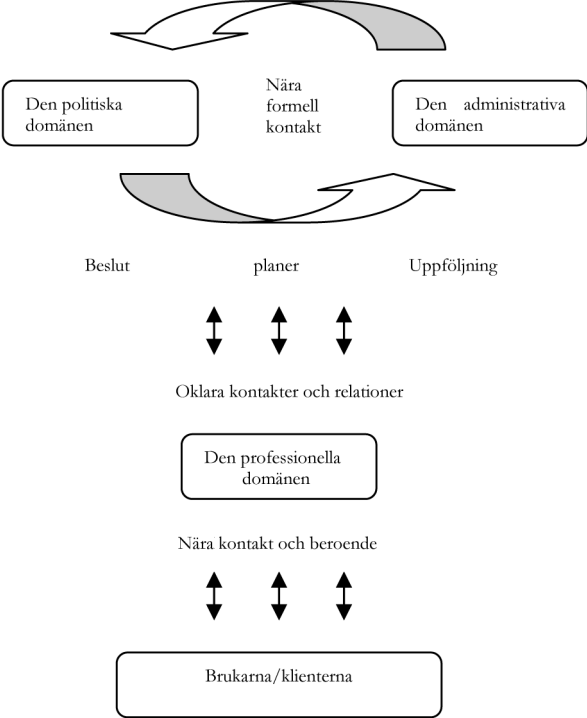 Den politiska
domänen
Nära
formell
kontakt
Den administrativa
domänen
Beslut planer Uppföljning
Oklara kontakter och relationer
Den professionella
domänen
Nära kontakt och beroende
Brukarna/klienterna